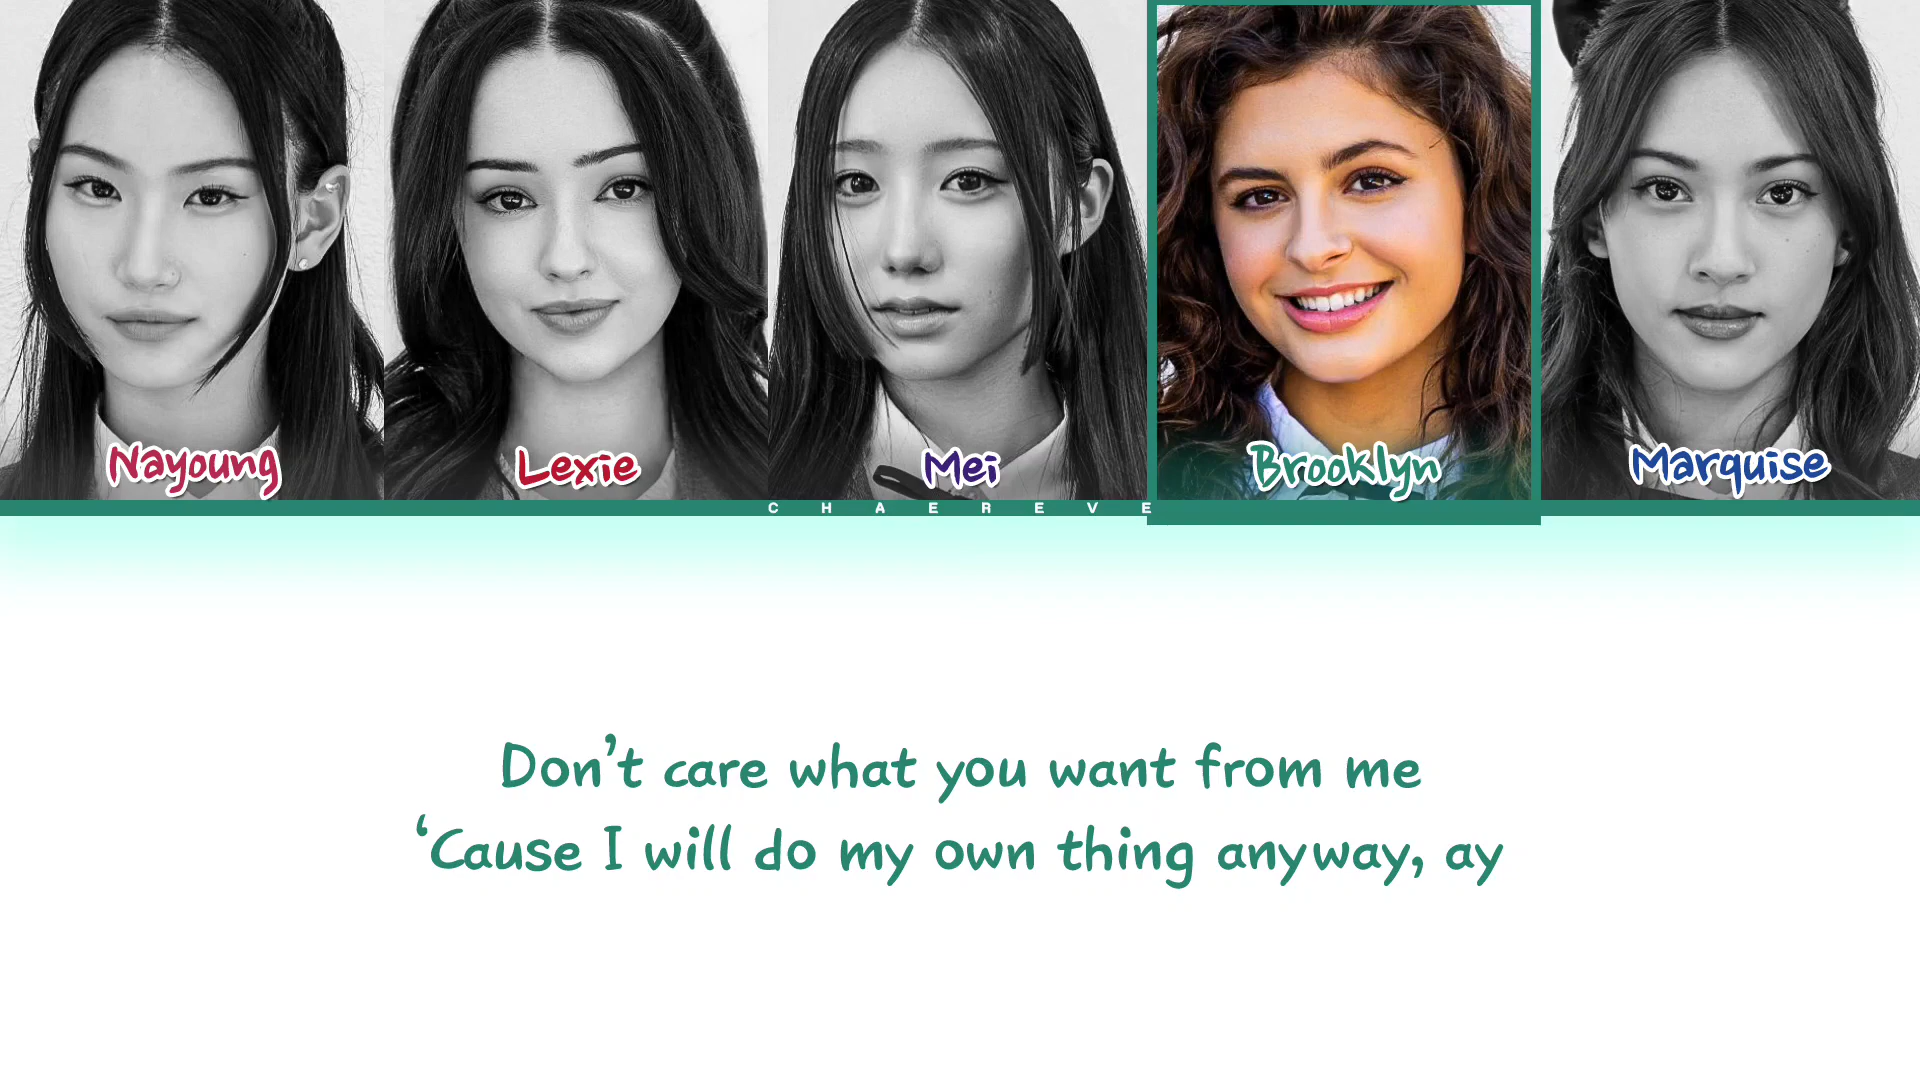 Nayoung
Lexie
Mei
Brooklyn
Marquise
CHAEREVE
Don’t care what you want from me
‘Cause I will do my own thing anyway, ay